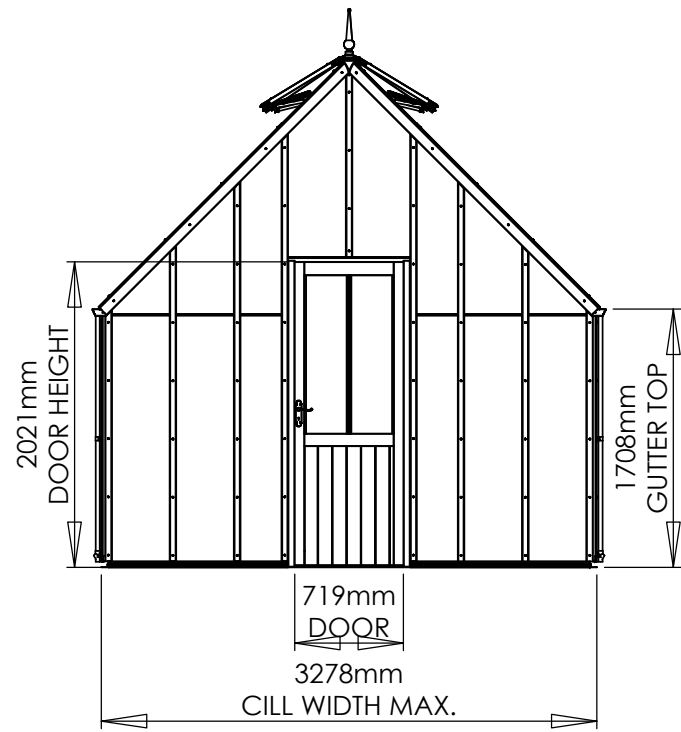 2021mm
DOOR HEIGHT
1708mm
GUTTER TOP
719mm
DOOR
3278mm
CILL WIDTH MAX.